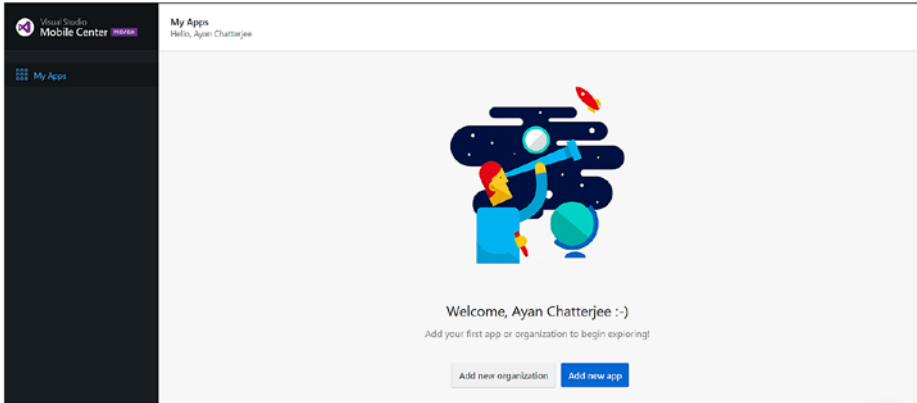 Visual Studio
Mobile Center PREVIEW
My Apps
My Apps
Hello, Ayan Chatterjee
Welcome, Ayan Chatterjee :-)
Add your first app or organization to begin exploring!
Add new organization
Add new app